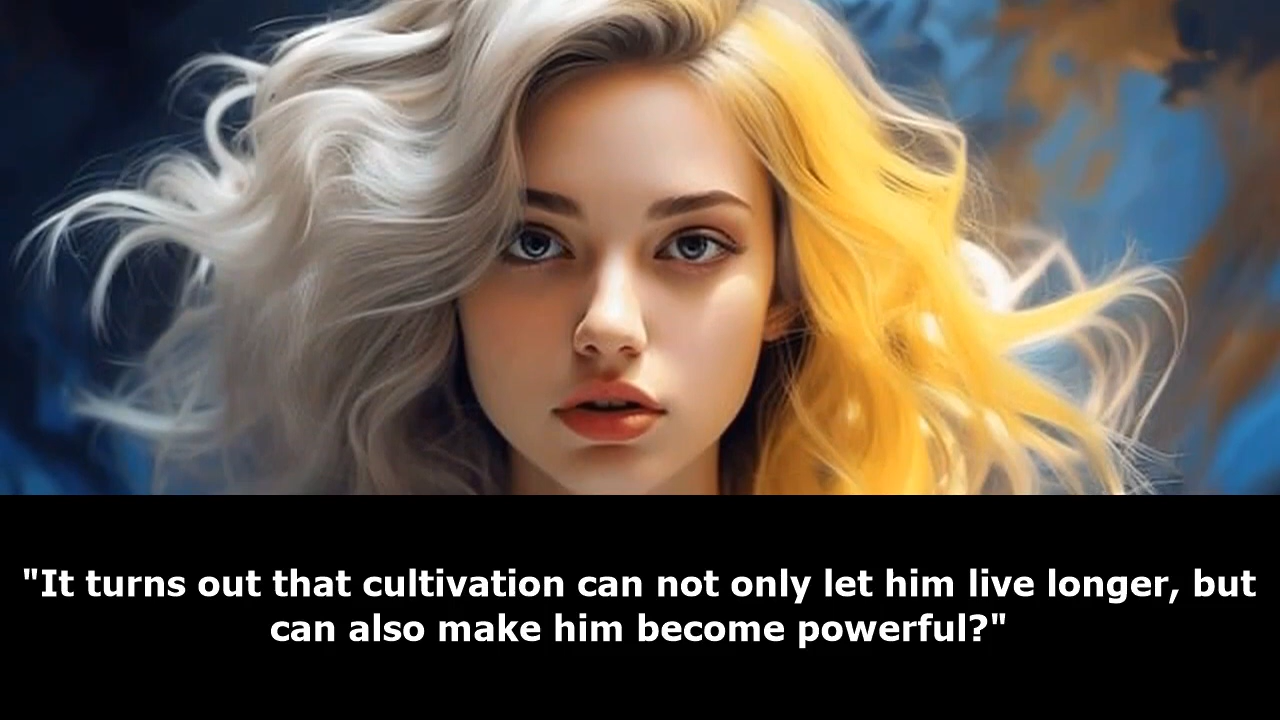 "It turns out that cultivation can not only let him live longer, but
can also make him become powerful?"